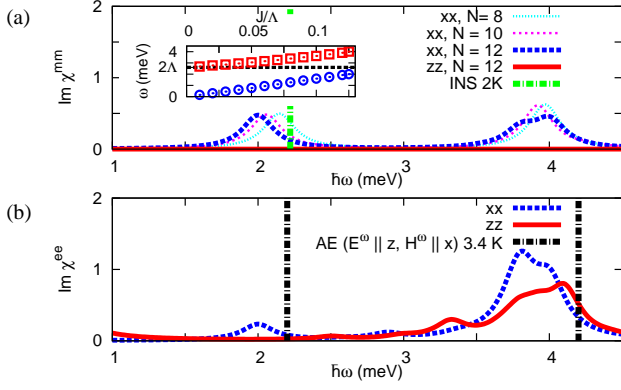 (a)
Im χ^mm
2
1
0
1 2 3 4
ħω (meV)
xx, N= 8
xx, N = 10
xx, N = 12
zz, N = 12
INS 2K
J/Λ
0 0.05 0.1
ω (meV)
4
2Λ
0
(b)
Im χ^ee
2
1
0
1 2 3 4
ħω (meV)
xx
zz
AE (E^ω || z, H^ω || x) 3.4 K